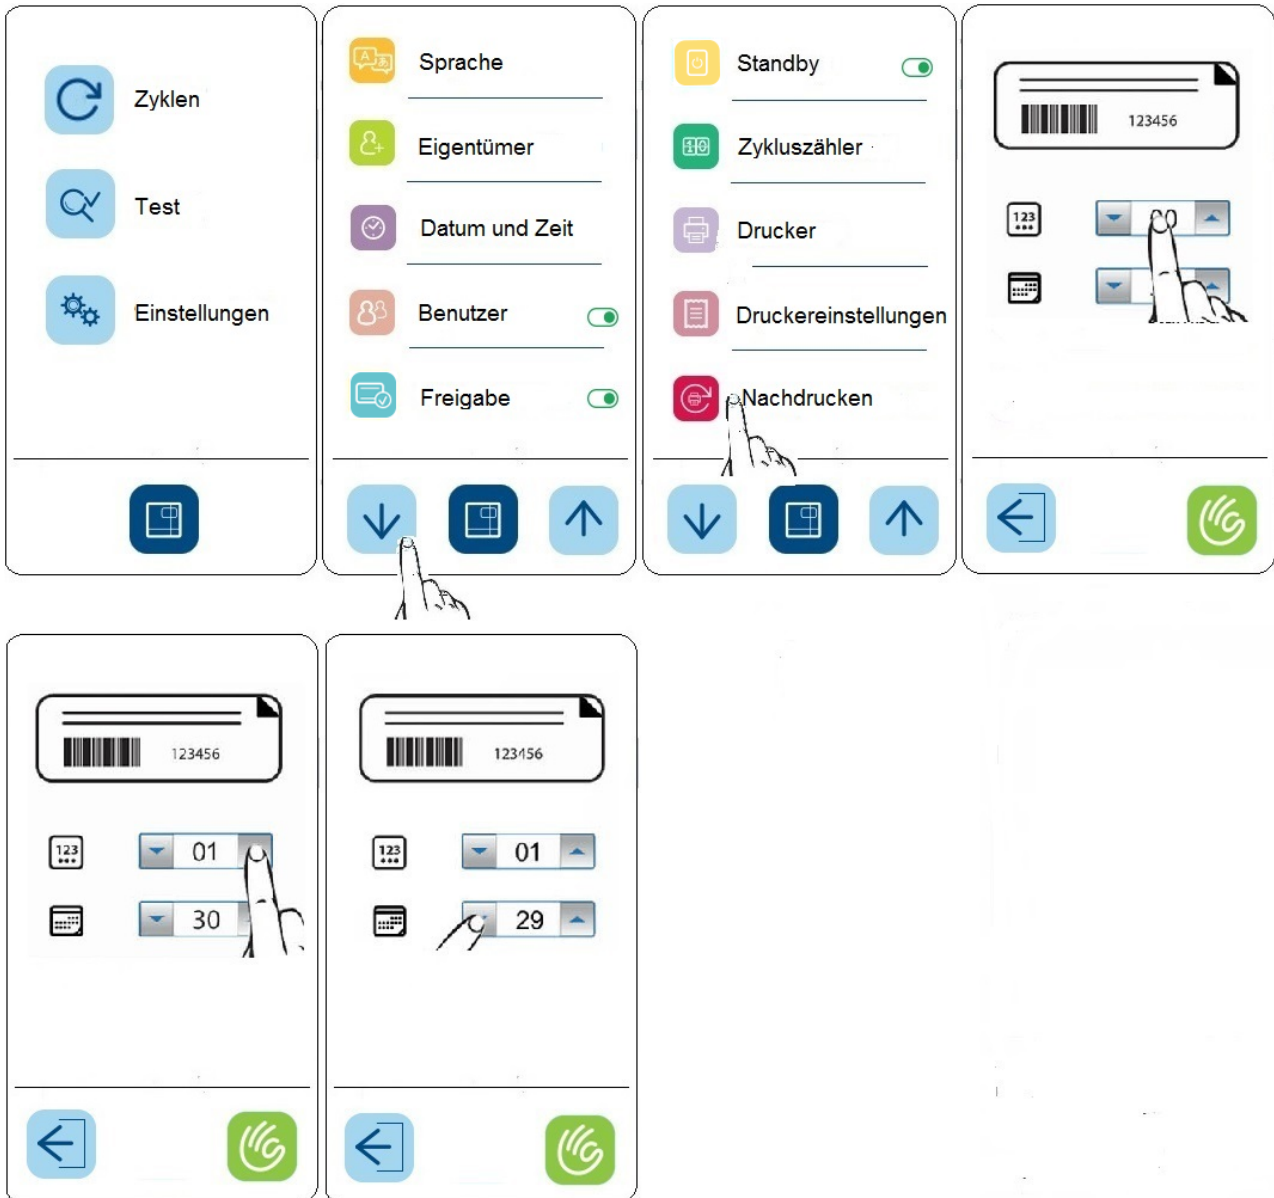 Zyklen
Test
Einstellungen
Sprache
Eigentümer
Datum und Zeit
Benutzer
Freigabe
Standby
Zykluszähler
Drucker
Druckereinstellungen
Nachdrucken
123456
123
123456
123
01
30
123456
123
01
29